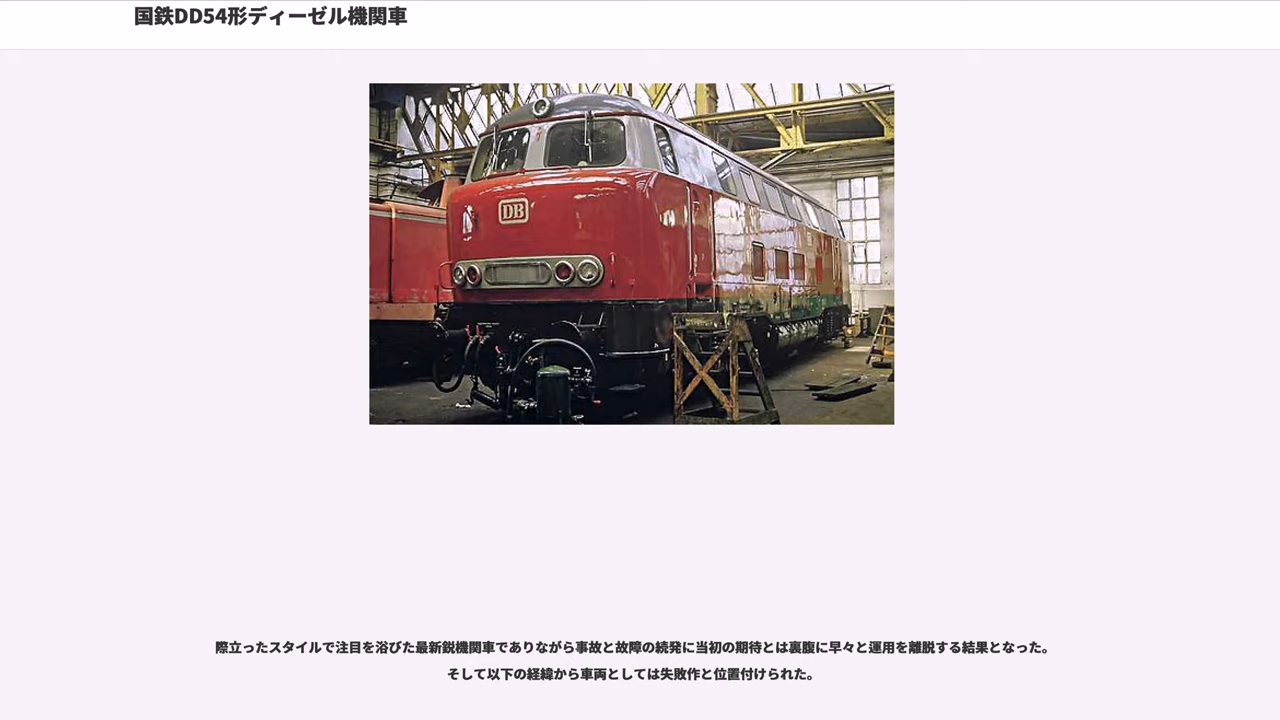 国鉄DD54形ディーゼル機関車
DB
際立ったスタイルで注目を浴びた最新鋭機関車でありながら事故と故障の続発に当初の期待とは裏腹に早々と運用を離脱する結果となった。
そして以下の経緯から車両としては失敗作と位置付けられた。